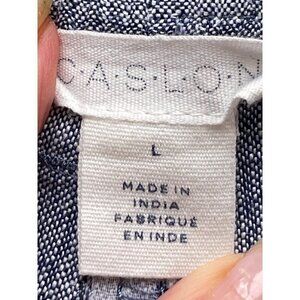 C·A·S·L·O·N
L
MADE IN
INDIA
FABRIQUÉ
EN INDE